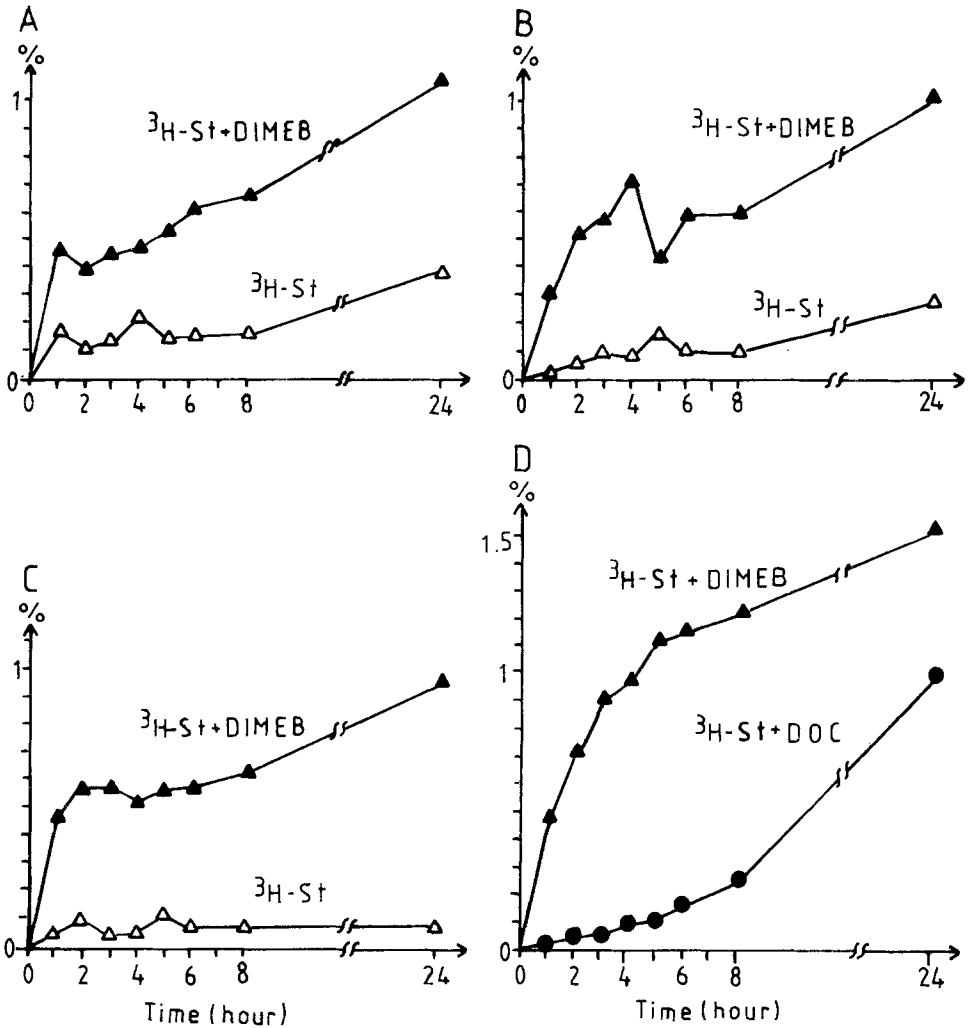 A
%
1
³H-St+DIMEB
³H-St
0
0 2 4 6 8 24
B
%
1
³H-St+DIMEB
³H-St
0
0 2 4 6 8 24
C
%
1
³H-St+DIMEB
³H-St
0
0 2 4 6 8 24
Time (hour)
D
%
1.5
³H-St + DIMEB
1
³H-St+DOC
0
0 2 4 6 8 24
Time (hour)